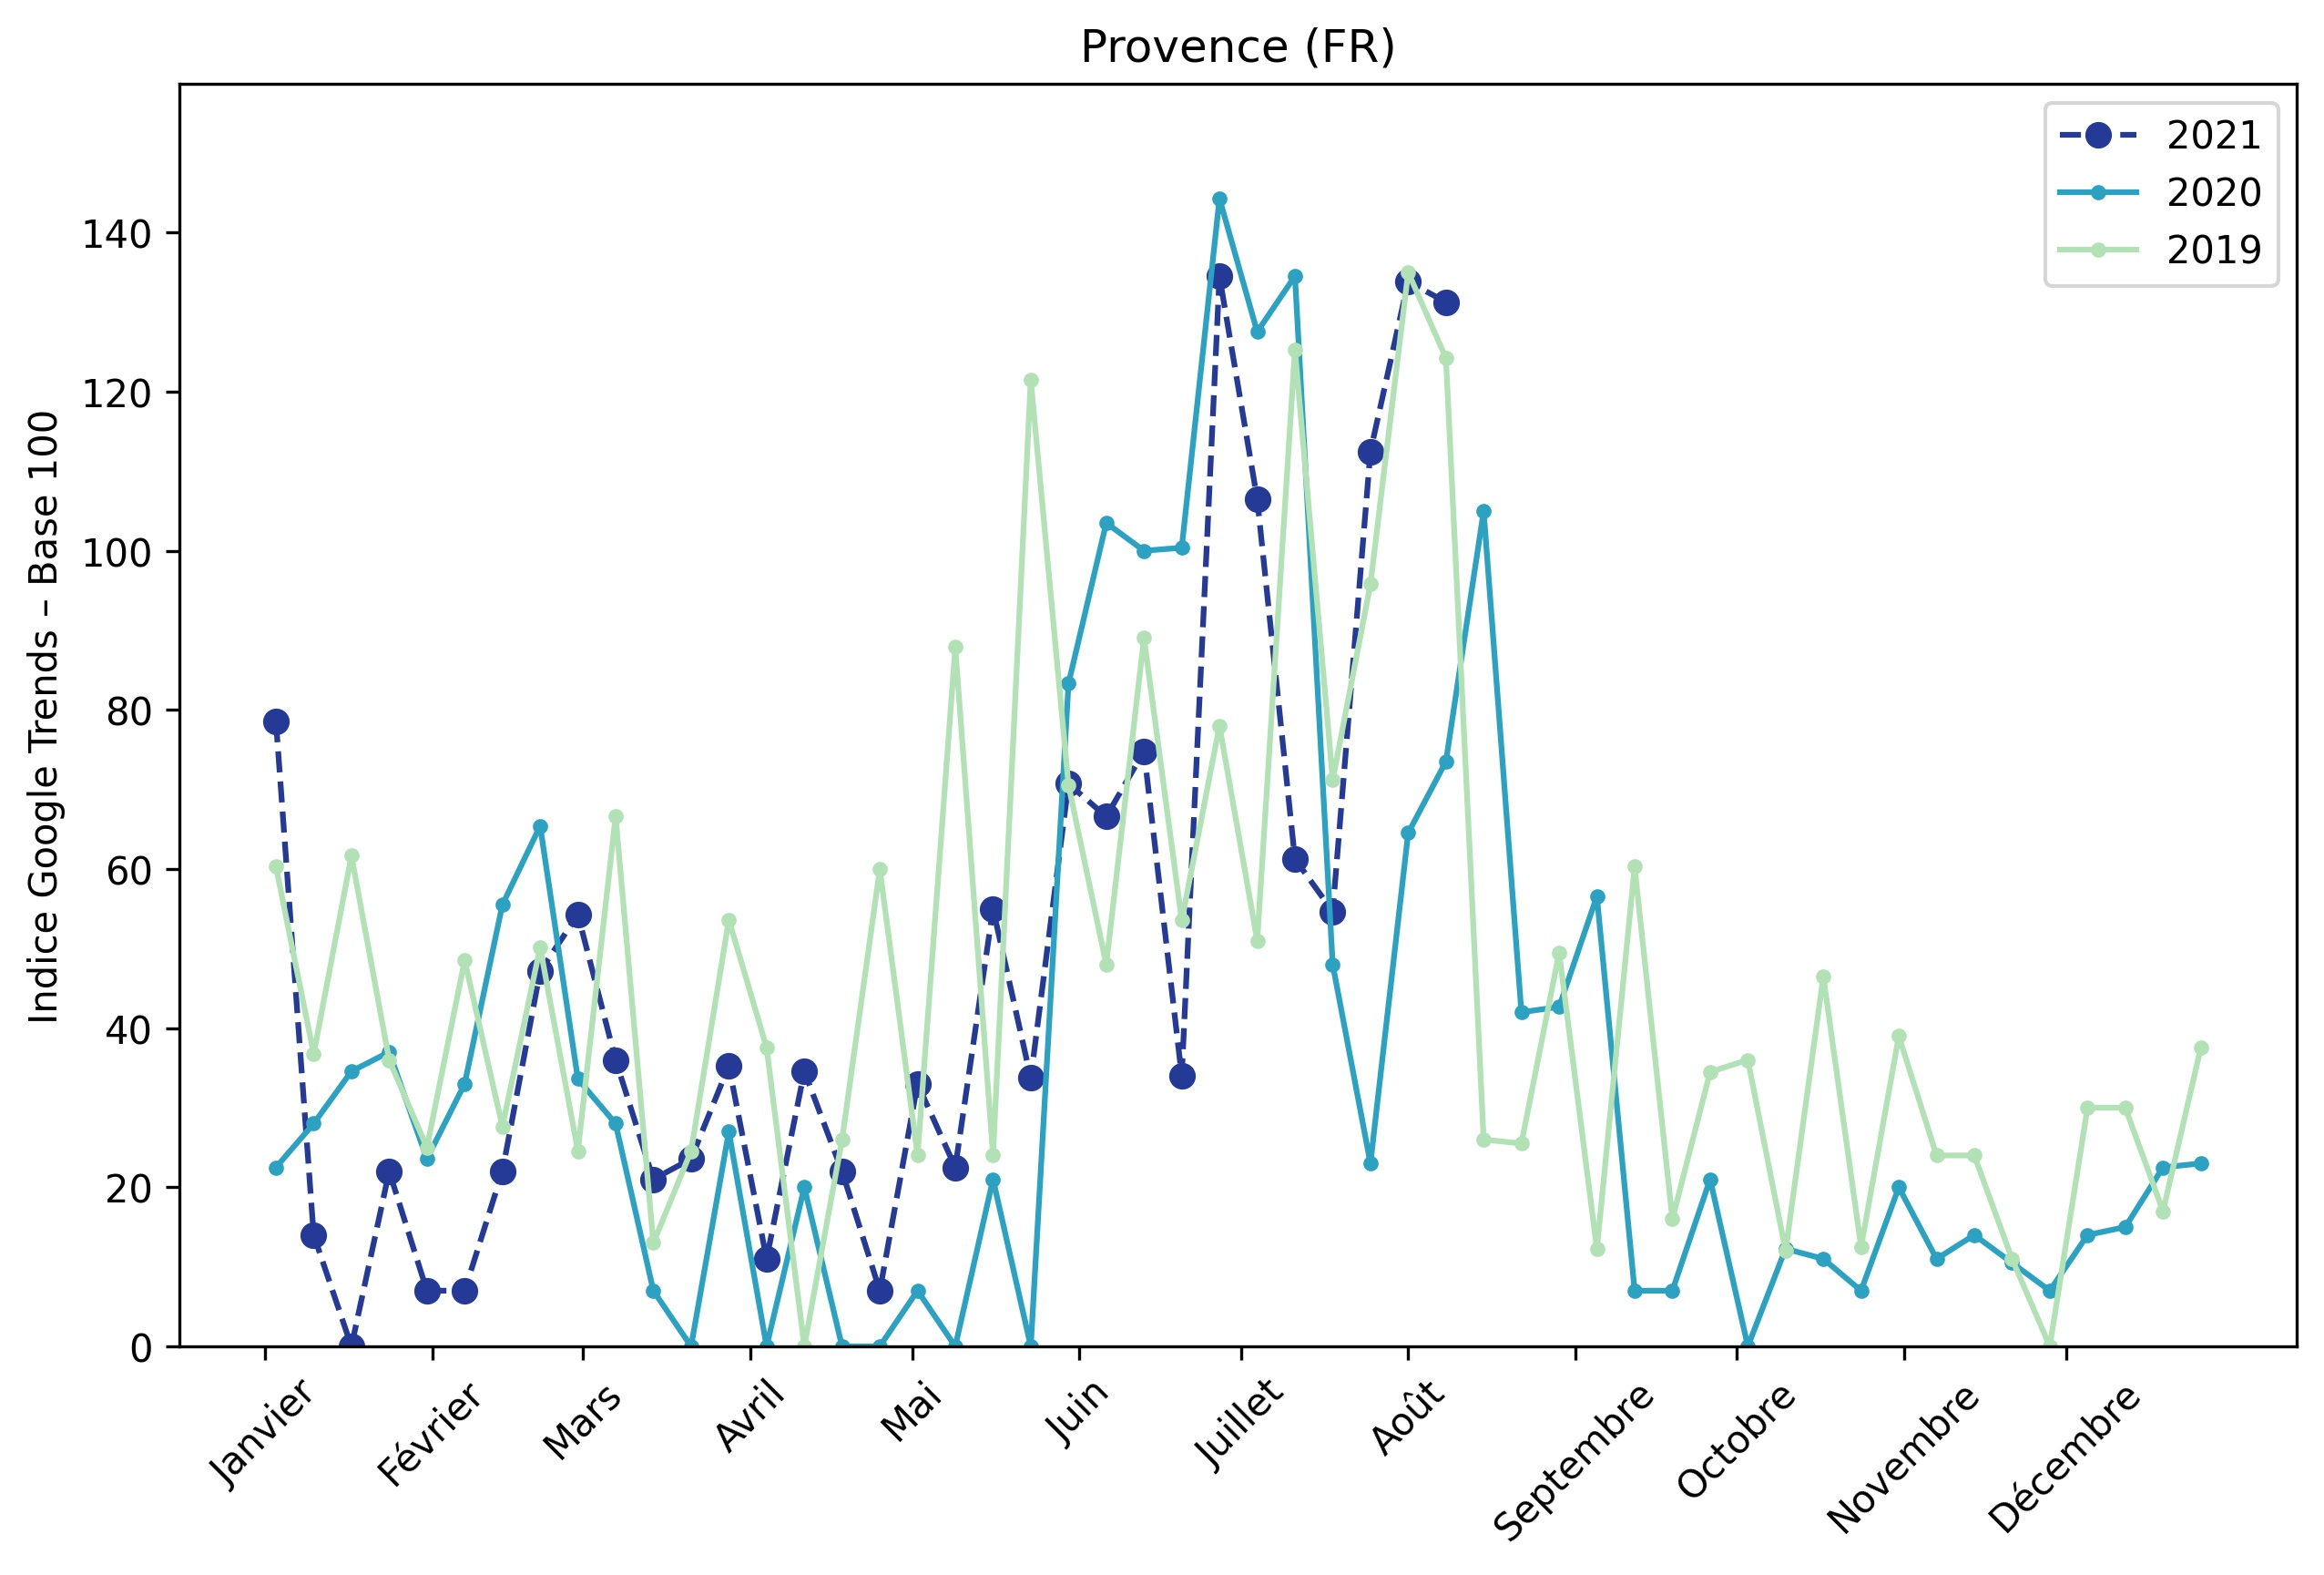 Provence (FR)
2021
2020
2019
Indice Google Trends – Base 100
140
120
100
80
60
40
20
0
Janvier
Février
Mars
Avril
Mai
Juin
Juillet
Août
Septembre
Octobre
Novembre
Décembre